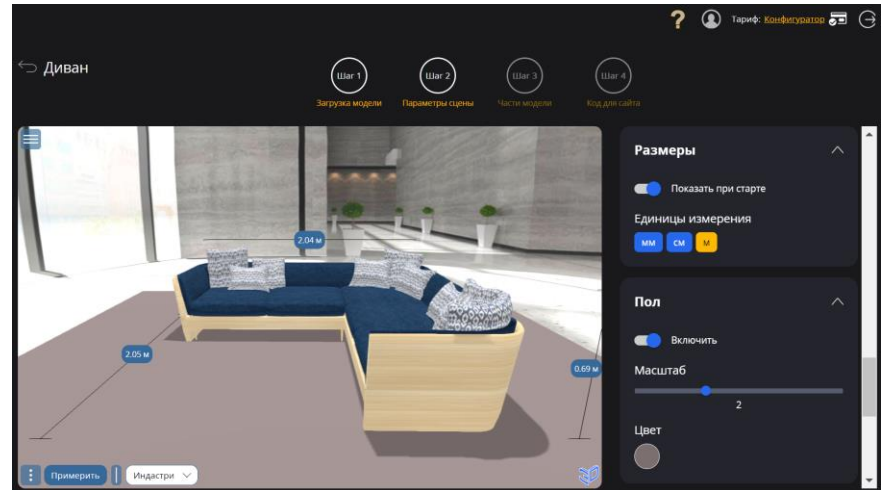 ? Тариф: Конфигуратор
Диван
Шаг 1
Шаг 2
Шаг 3
Шаг 4
Загрузка модели
Параметры сцены
Части модели
Код для сайта
2.04 м
2.05 м
0.69 м
Примерить
Индастри
Размеры
Показать при старте
Единицы измерения
мм см м
Пол
Включить
Масштаб
2
Цвет